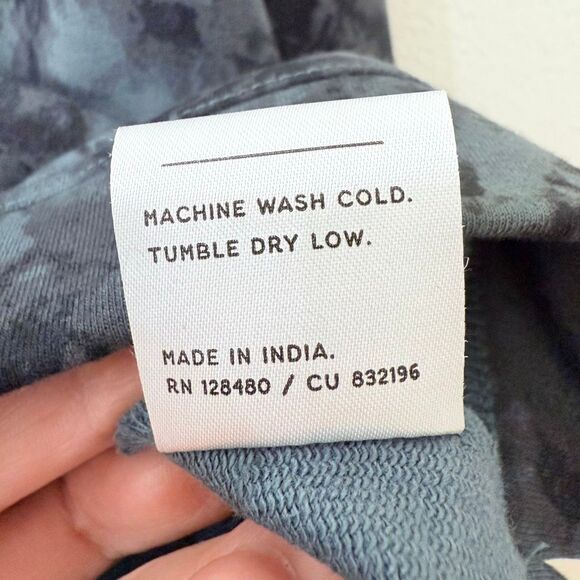 MACHINE WASH COLD.
TUMBLE DRY LOW.
MADE IN INDIA.
RN 128480 / CU 832196